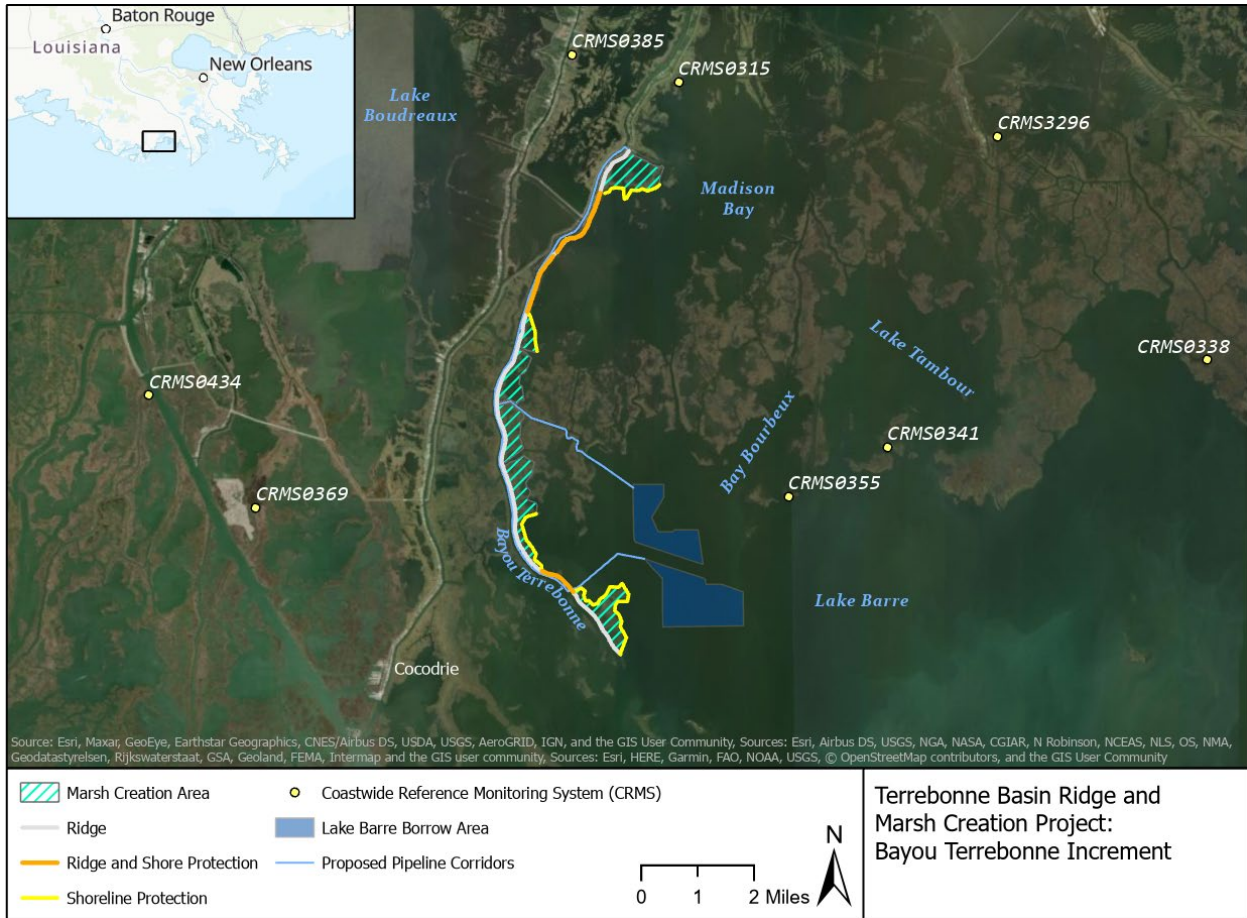 Baton Rouge
Louisiana
New Orleans
Lake
Boudreaux
CRMS0385
CRMS0315
CRMS3296
Madison
Bay
Lake Tambour
CRMS0338
CRMS0434
CRMS0341
Bay Bourbeux
CRMS0355
CRMS0369
Bayou Terrebonne
Lake Barre
Cocodrie
Source: Esri, Maxar, GeoEye, Earthstar Geographics, CNES/Airbus DS, USDA, USGS, AeroGRID, IGN, and the GIS User Community, Sources: Esri, Airbus DS, USGS, NGA, NASA, CGIAR, N Robinson, NCEAS, NLS, OS, NMA,
Geodatastyrelsen, Rijkswaterstaat, GSA, Geoland, FEMA, Intermap and the GIS user community, Sources: Esri, HERE, Garmin, FAO, NOAA, USGS, © OpenStreetMap contributors, and the GIS User Community
Marsh Creation Area
Ridge
Ridge and Shore Protection
Shoreline Protection
Coastwide Reference Monitoring System (CRMS)
Lake Barre Borrow Area
Proposed Pipeline Corridors
0 1 2 Miles
N
Terrebonne Basin Ridge and
Marsh Creation Project:
Bayou Terrebonne Increment